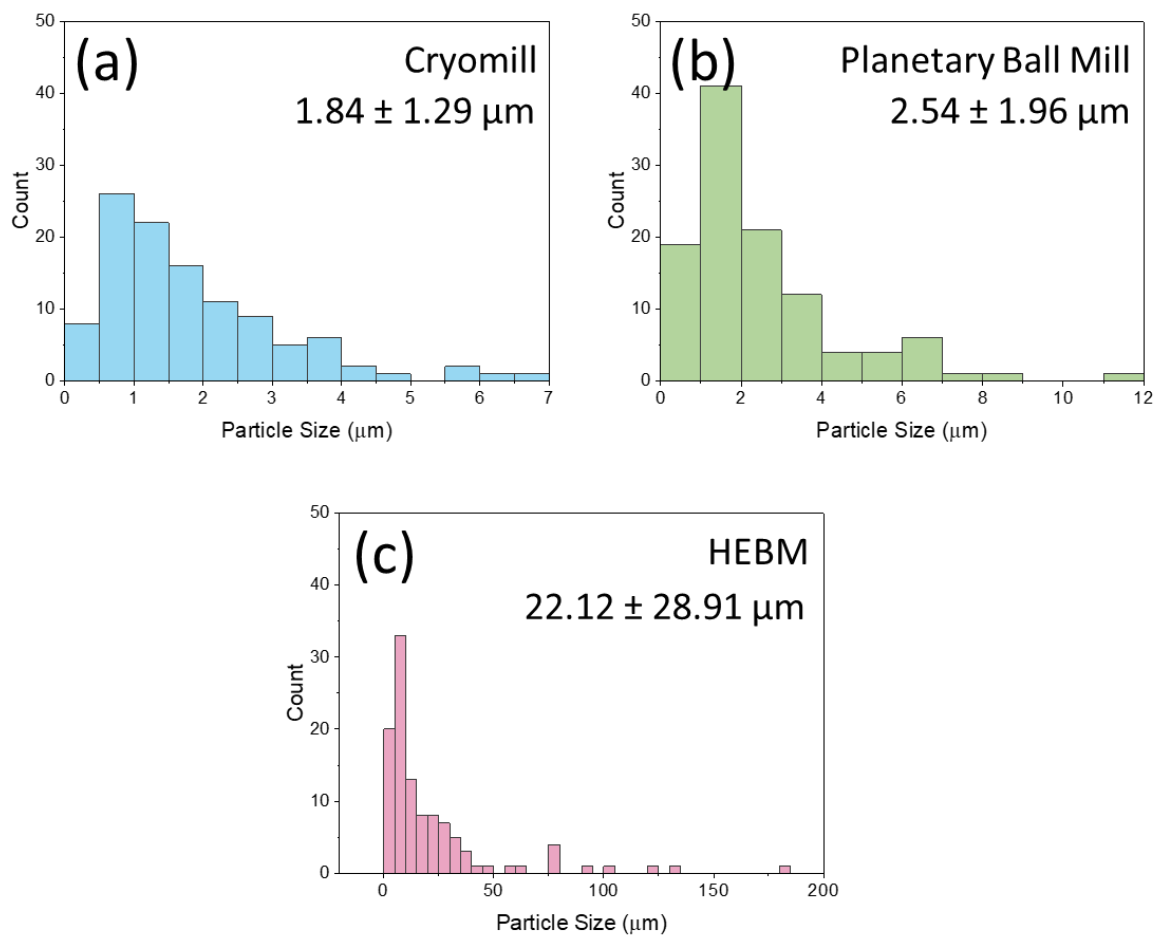 (a)
Cryomill
1.84 ± 1.29 μm
50
40
30
20
10
0
Count
0 1 2 3 4 5 6 7
Particle Size (μm)
(b)
Planetary Ball Mill
2.54 ± 1.96 μm
50
40
30
20
10
0
Count
0 2 4 6 8 10 12
Particle Size (μm)
(c)
HEBM
22.12 ± 28.91 μm
50
40
30
20
10
0
Count
0 50 100 150 200
Particle Size (μm)